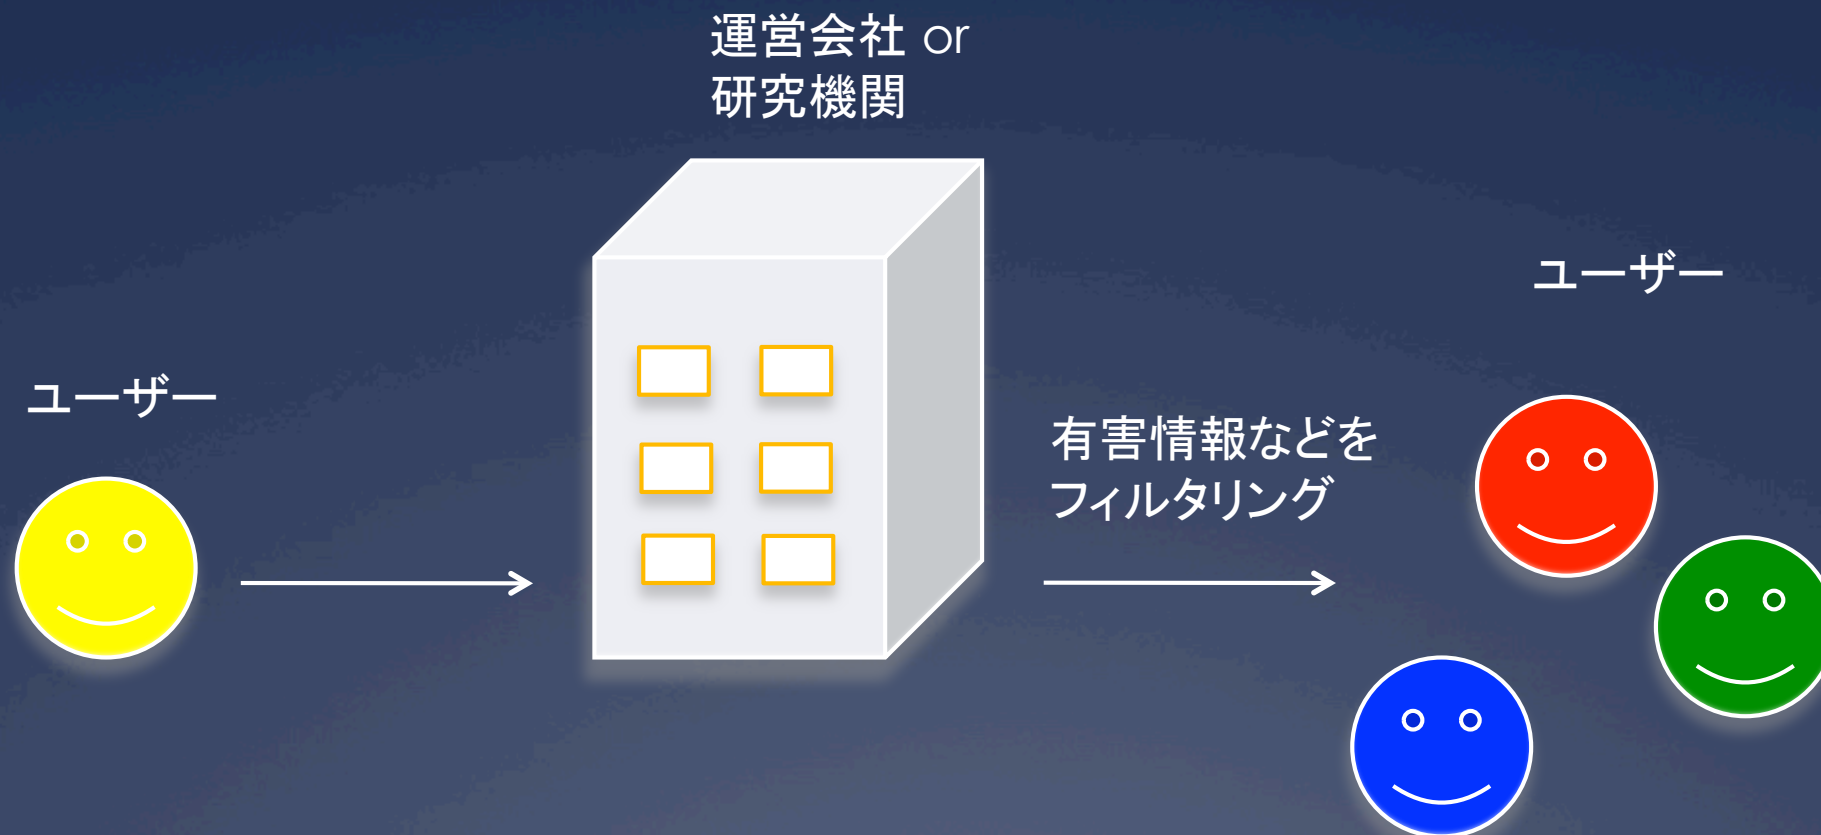 運営会社 or
研究機関
ユーザー
ユーザー
有害情報などを
フィルタリング